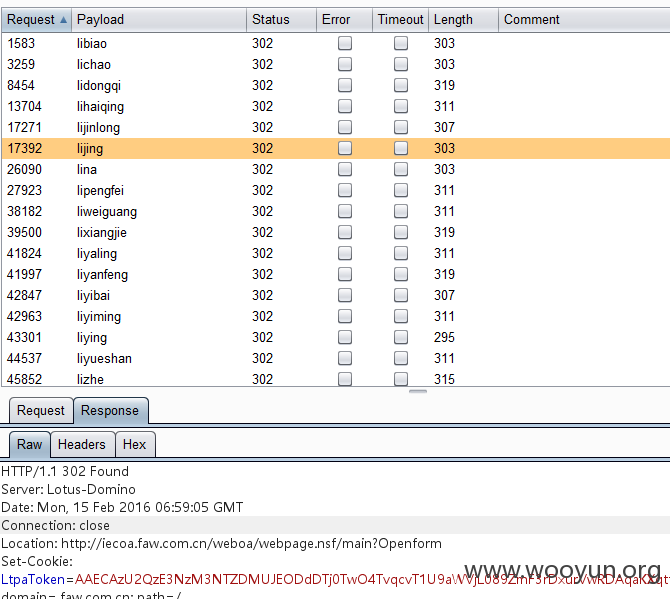 Request Payload Status Error Timeout Length Comment
1583 libiao 302 303
3259 lichao 302 303
8454 lidongqi 302 319
13704 lihaiqing 302 311
17271 lijinlong 302 307
17392 lijing 302 303
26090 lina 302 303
27923 lipengfei 302 311
38182 liweiguang 302 311
39500 lixiangjie 302 319
41824 liyaling 302 311
41997 liyanfeng 302 319
42847 liyibai 302 307
42963 liyiming 302 311
43301 liying 302 295
44537 liyueshan 302 311
45852 lizhe 302 315
Request Response
Raw Headers Hex
HTTP/1.1 302 Found
Server: Lotus-Domino
Date: Mon, 15 Feb 2016 06:59:05 GMT
Connection: close
Location: http://iecoa.faw.com.cn/weboa/webpage.nsf/main?Openform
Set-Cookie:
www.wooyun.org
domain=.faw.com.cn; path=/